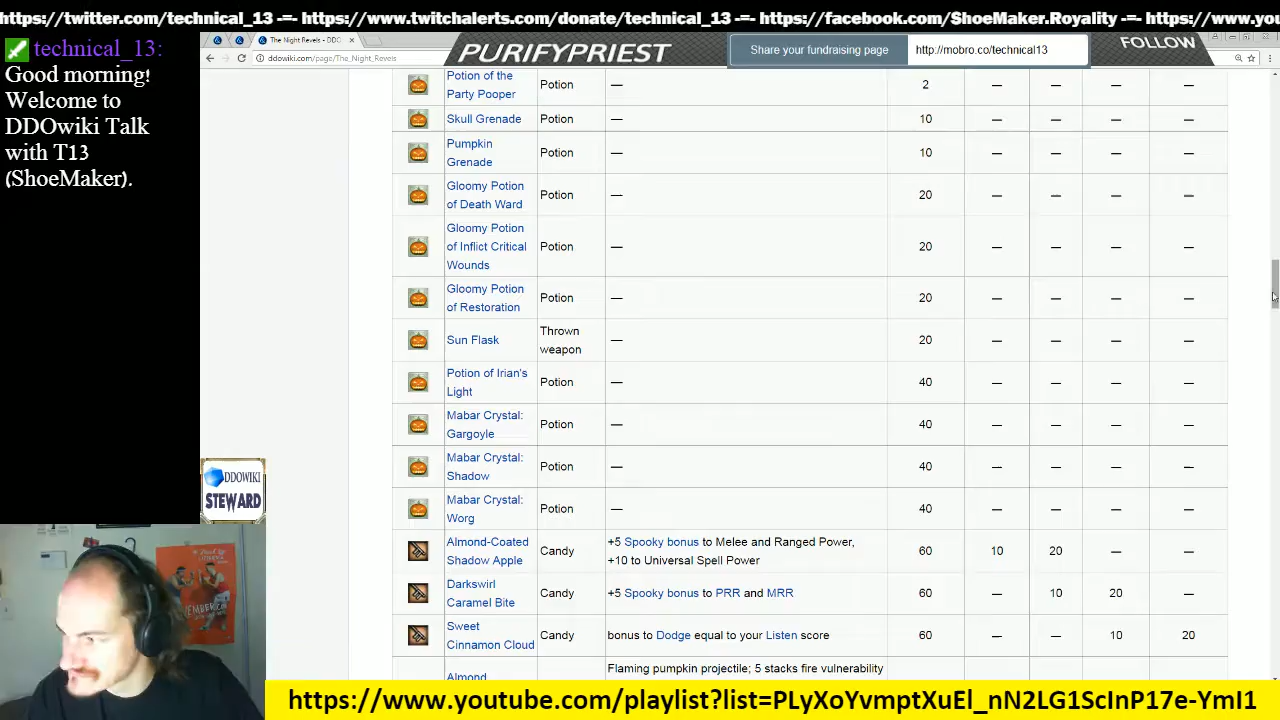 https://twitter.com/technical_13 -=- https://www.twitchalerts.com/donate/technical_13 -=- https://facebook.com/ShoeMaker.Royality -=- https://www.you
technical_13:
Good morning!
Welcome to
DDOwiki Talk
with T13
(ShoeMaker).
The Night Revels - DDO
ddowiki.com/page/The_Night_Revels
PURIFYPRIEST
Share your fundraising page
http://mobro.co/technical13
FOLLOW
Potion of the
Party Pooper
Potion — 2 — — — —
Skull Grenade Potion — 10 — — — —
Pumpkin
Grenade
Potion — 10 — — — —
Gloomy Potion
of Death Ward
Potion — 20 — — — —
Gloomy Potion
of Inflict Critical
Wounds
Potion — 20 — — — —
Gloomy Potion
of Restoration
Potion — 20 — — — —
Sun Flask
Thrown
weapon
— 20 — — — —
Potion of Irian's
Light
Potion — 40 — — — —
Mabar Crystal:
Gargoyle
Potion — 40 — — — —
Mabar Crystal:
Shadow
Potion — 40 — — — —
Mabar Crystal:
Worg
Potion — 40 — — — —
Almond-Coated
Shadow Apple
Candy
+5 Spooky bonus to Melee and Ranged Power,
+10 to Universal Spell Power
60 10 20 — —
Darkswirl
Caramel Bite
Candy +5 Spooky bonus to PRR and MRR 60 — 10 20 —
Sweet
Cinnamon Cloud
Candy bonus to Dodge equal to your Listen score 60 — — 10 20
Almond
Flaming pumpkin projectile; 5 stacks fire vulnerability
DDOWIKI
STEWARD
https://www.youtube.com/playlist?list=PLyXoYvmptXuEl_nN2LG1ScInP17e-YmI1